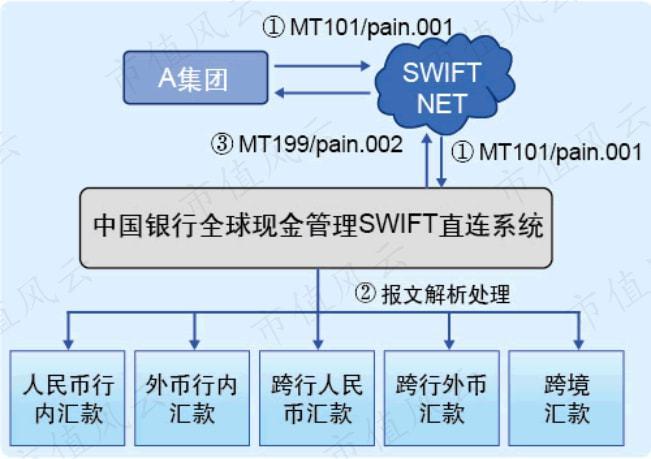 ① MT101/pain.001
A集团
SWIFT
NET
③ MT199/pain.002
① MT101/pain.001
中国银行全球现金管理SWIFT直连系统
② 报文解析处理
人民币行
内汇款
外币行内
汇款
跨行人民
币汇款
跨行外币
汇款
跨境
汇款
市值风云